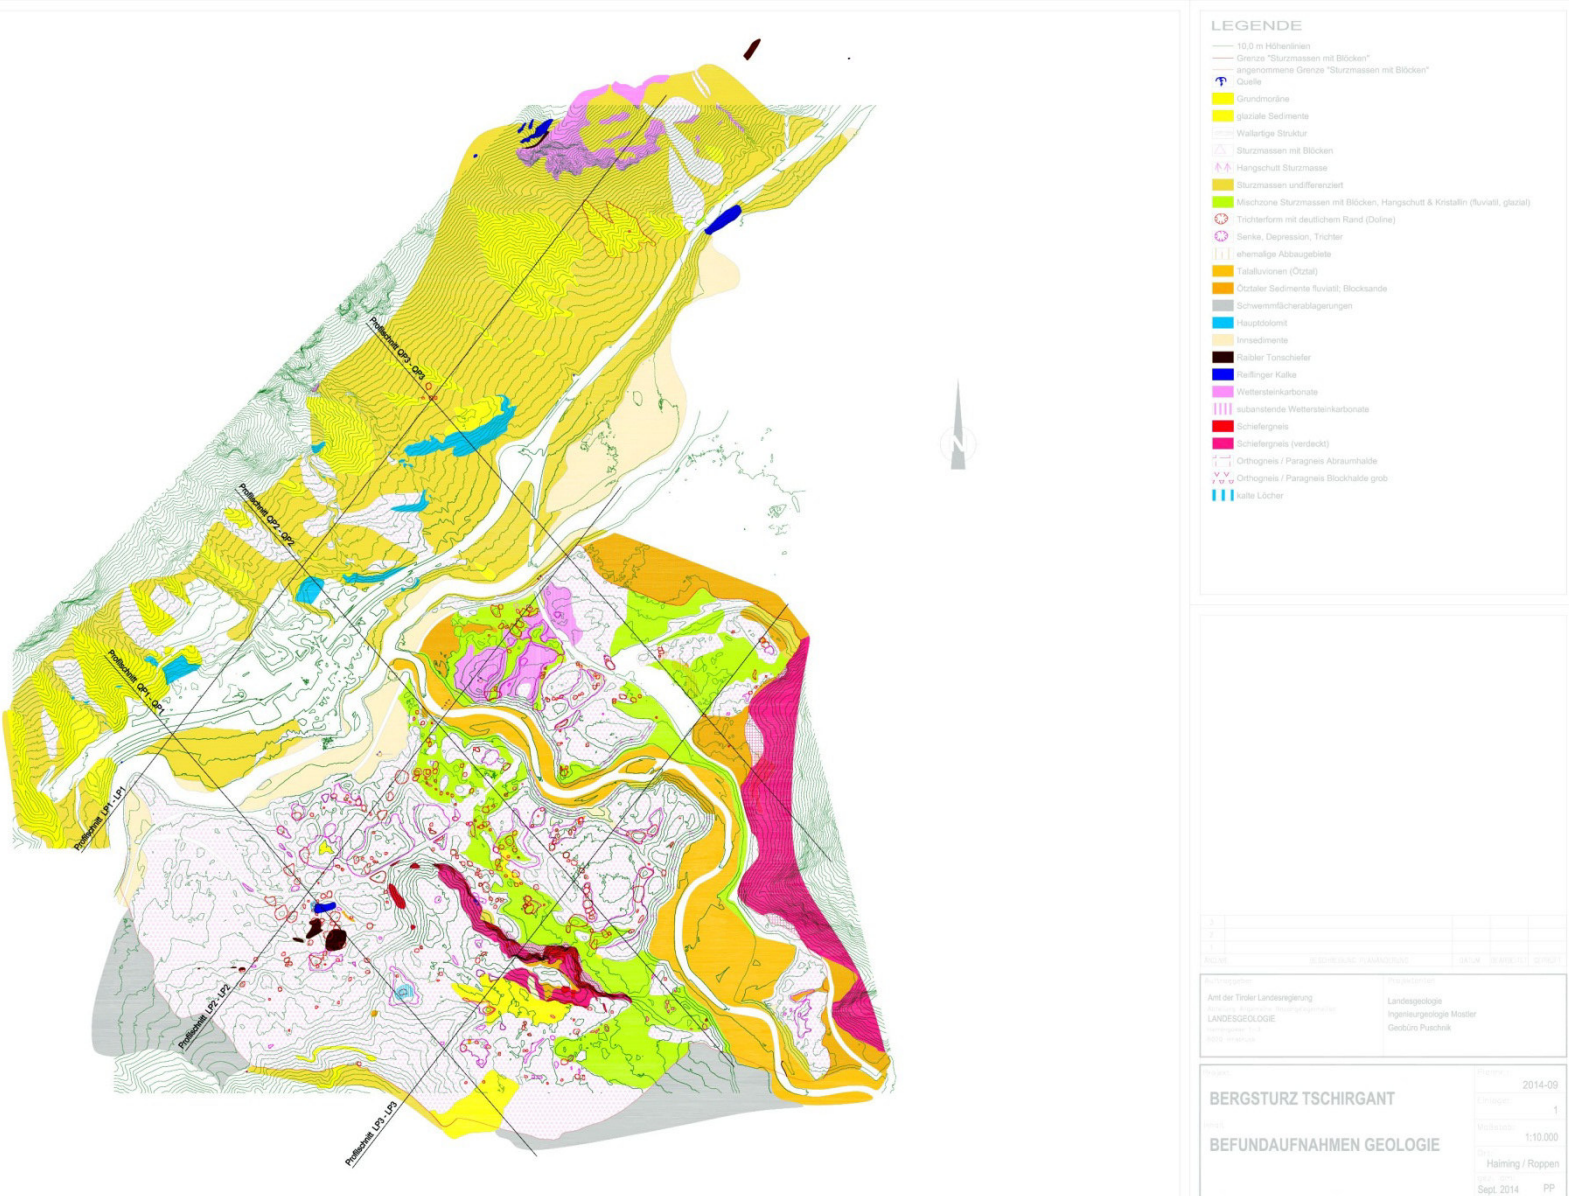 Profilschnitt QP3 - QP3
Profilschnitt QP2 - QP2
Profilschnitt QP1 - QP1
Profilschnitt LP1 - LP1
Profilschnitt LP2 - LP2
Profilschnitt LP3 - LP3
N
LEGENDE
10,0 m Höhenlinien
Grenze "Sturzmassen mit Blöcken"
angenommene Grenze "Sturzmassen mit Blöcken"
Quelle
Grundmoräne
glaziale Sedimente
Wallartige Struktur
Sturzmassen mit Blöcken
Hangschutt Sturzmasse
Sturzmassen undifferenziert
Mischzone Sturzmassen mit Blöcken, Hangschutt & Kristallin (fluviatil, glazial)
Trichterform mit deutlichem Rand (Doline)
Senke, Depression, Trichter
ehemalige Abbaugebiete
Talalluvionen (Ötztal)
Ötztaler Sedimente fluviatil; Blocksande
Schwemmfächerablagerungen
Hauptdolomit
Innsedimente
Raibler Tonschiefer
Reiflinger Kalke
Wettersteinkarbonate
subanstende Wettersteinkarbonate
Schiefergneis
Schiefergneis (verdeckt)
Orthogneis / Paragneis Abraumhalde
Orthogneis / Paragneis Blockhalde grob
kalte Löcher
Amt der Tiroler Landesregierung
LANDESGEOLOGIE
Landesgeologie
Ingenieurgeologie Mostler
Geobüro Puschnik
BERGSTURZ TSCHIRGANT
BEFUNDAUFNAHMEN GEOLOGIE
2014-09
1
1:10.000
Haiming / Roppen
Sept. 2014 PP